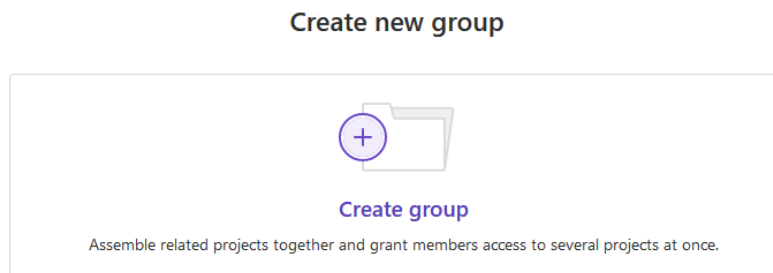 Create new group
Create group
Assemble related projects together and grant members access to several projects at once.